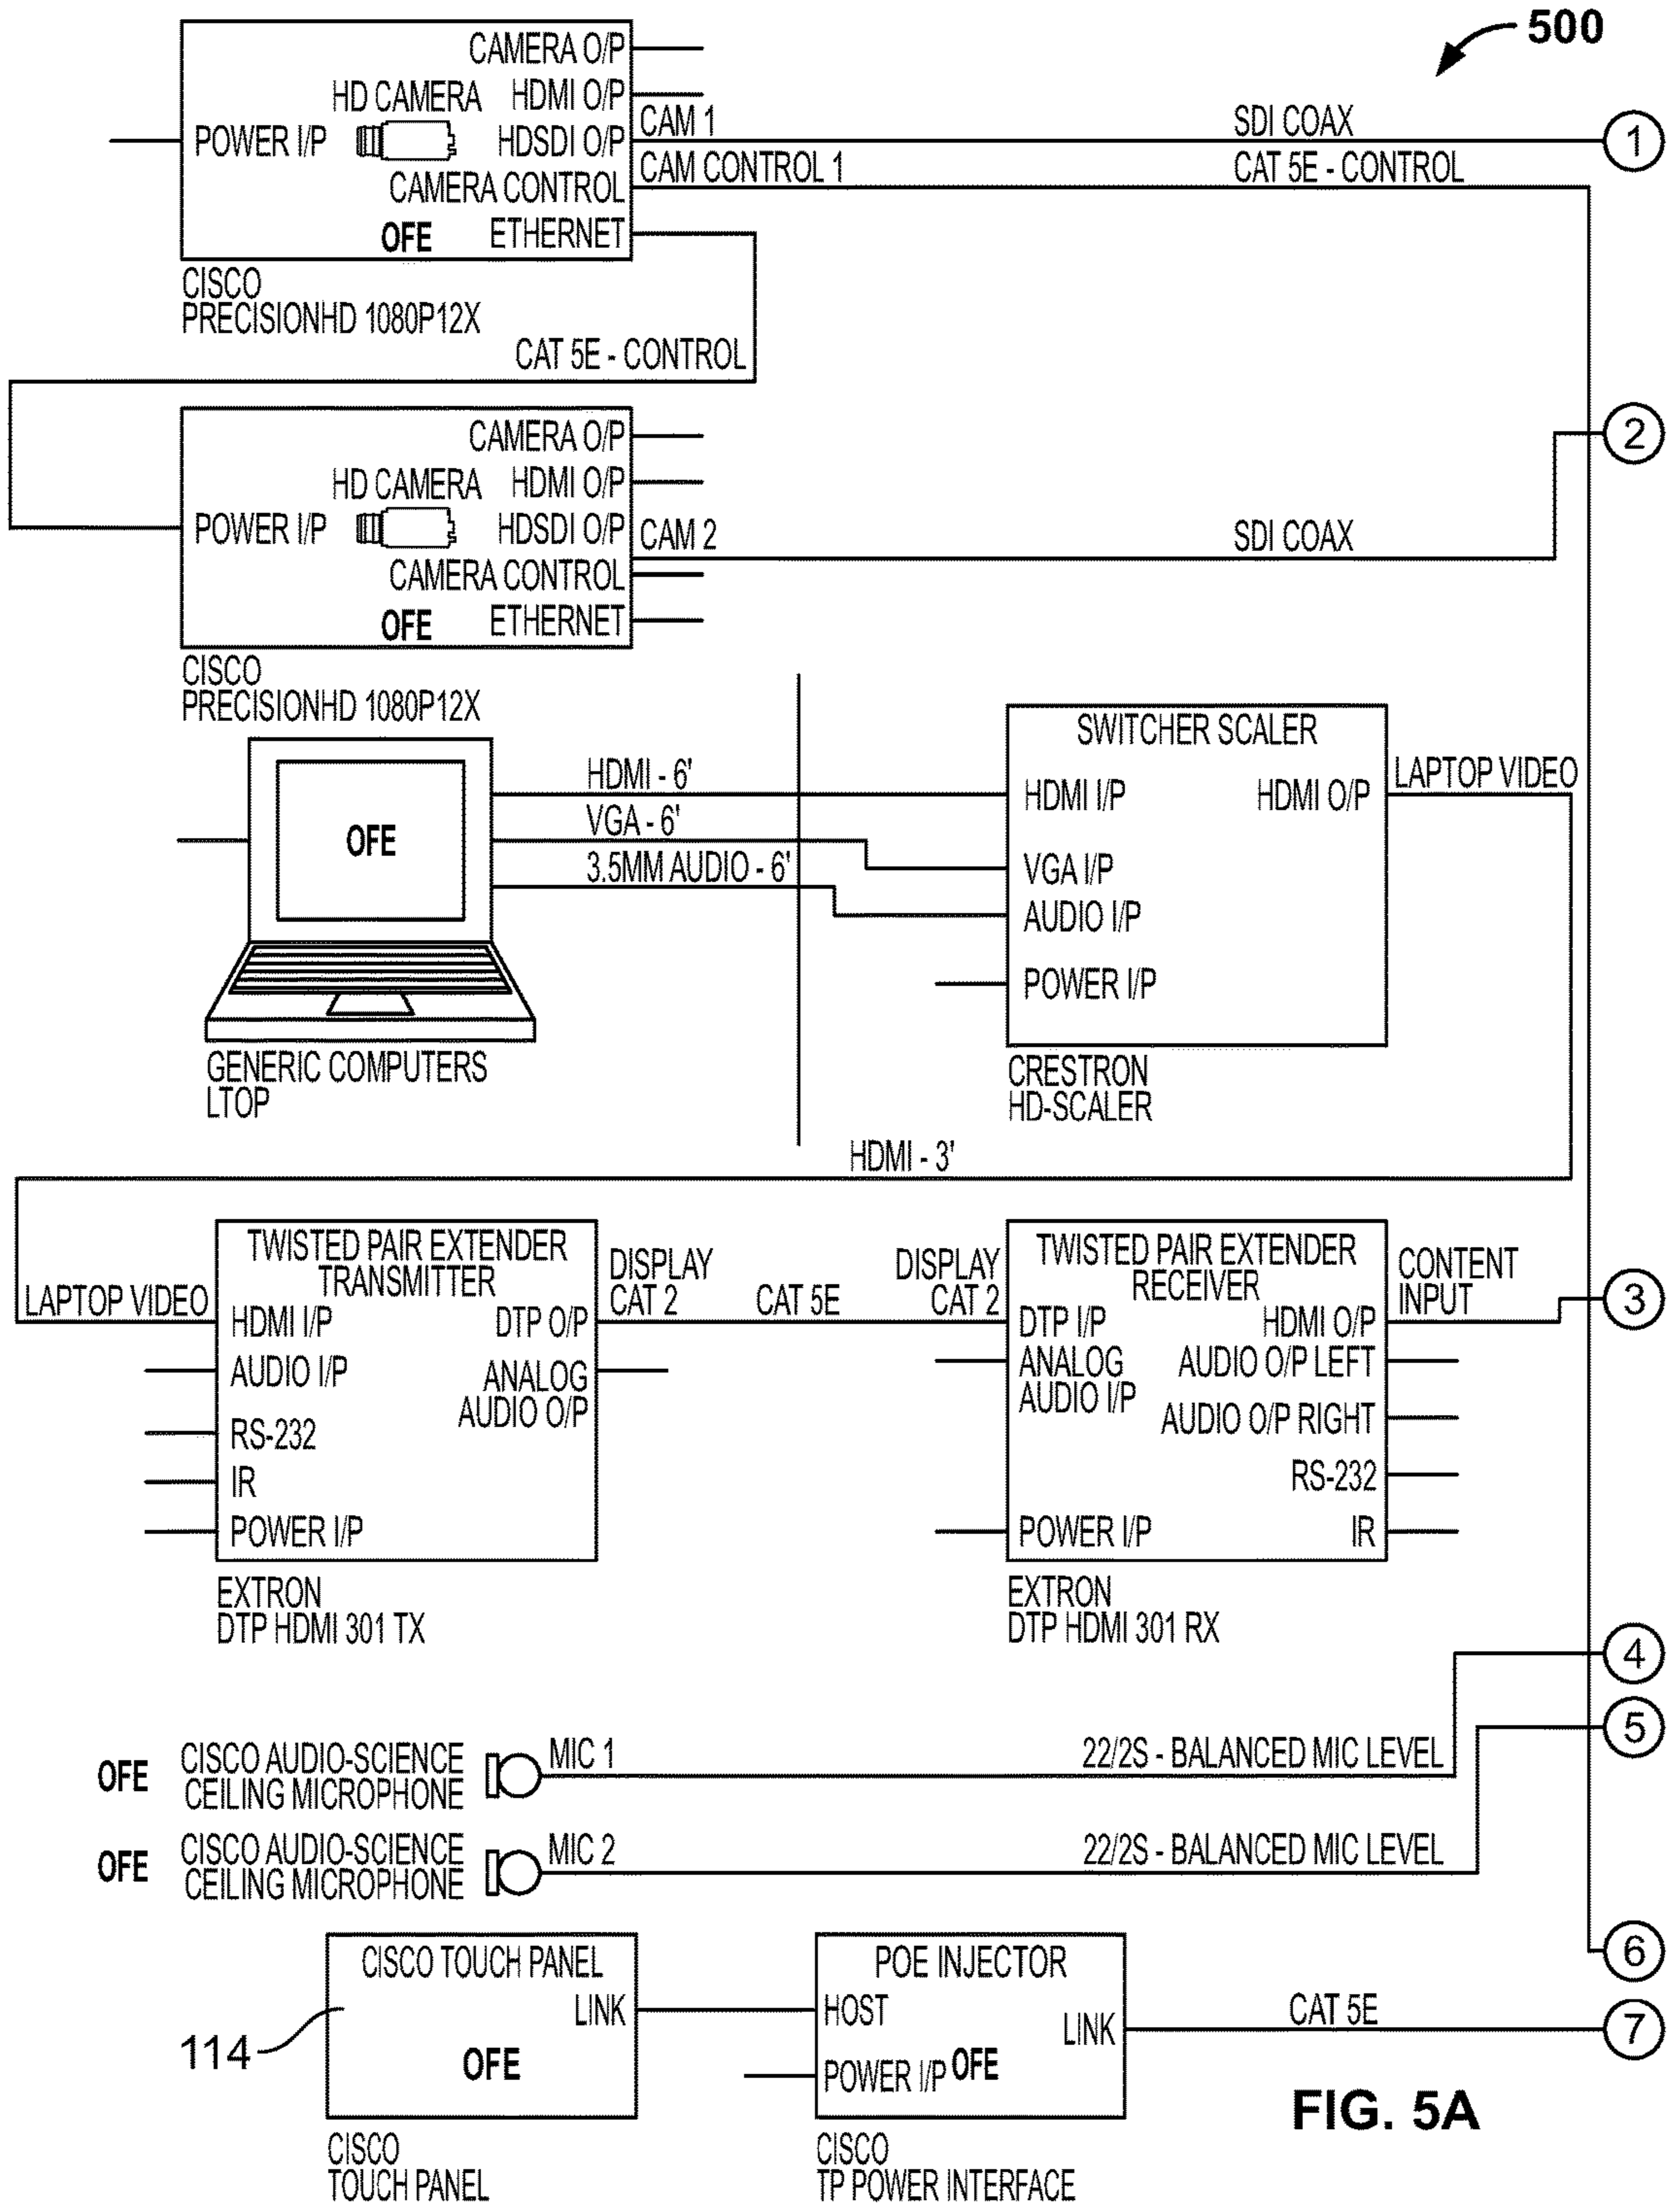 500
CAMERA O/P
HD CAMERA HDMI O/P
POWER I/P HDSDI O/P CAM 1 SDI COAX 1
CAMERA CONTROL CAM CONTROL 1 CAT 5E - CONTROL
OFE ETHERNET
CISCO
PRECISIONHD 1080P12X
CAT 5E - CONTROL
CAMERA O/P 2
HD CAMERA HDMI O/P
POWER I/P HDSDI O/P CAM 2 SDI COAX
CAMERA CONTROL
OFE ETHERNET
CISCO
PRECISIONHD 1080P12X
SWITCHER SCALER
HDMI - 6' HDMI I/P HDMI O/P LAPTOP VIDEO
OFE VGA - 6'
3.5MM AUDIO - 6' VGA I/P
AUDIO I/P
POWER I/P
GENERIC COMPUTERS
LTOP
CRESTRON
HD-SCALER
HDMI - 3'
TWISTED PAIR EXTENDER
TRANSMITTER
TWISTED PAIR EXTENDER
RECEIVER
LAPTOP VIDEO
DISPLAY
CAT 2
CAT 5E
DISPLAY
CAT 2
CONTENT
INPUT
3
HDMI I/P DTP O/P
AUDIO I/P ANALOG
AUDIO O/P
RS-232
IR
POWER I/P
DTP I/P HDMI O/P
ANALOG
AUDIO I/P
AUDIO O/P LEFT
AUDIO O/P RIGHT
RS-232
POWER I/P IR
EXTRON
DTP HDMI 301 TX
EXTRON
DTP HDMI 301 RX
4
5
OFE CISCO AUDIO-SCIENCE
CEILING MICROPHONE
MIC 1 22/2S - BALANCED MIC LEVEL
OFE CISCO AUDIO-SCIENCE
CEILING MICROPHONE
MIC 2 22/2S - BALANCED MIC LEVEL
6
CISCO TOUCH PANEL
LINK
114
OFE
POE INJECTOR
HOST
LINK
POWER I/P OFE
CAT 5E
7
CISCO
TOUCH PANEL
CISCO
TP POWER INTERFACE
FIG. 5A